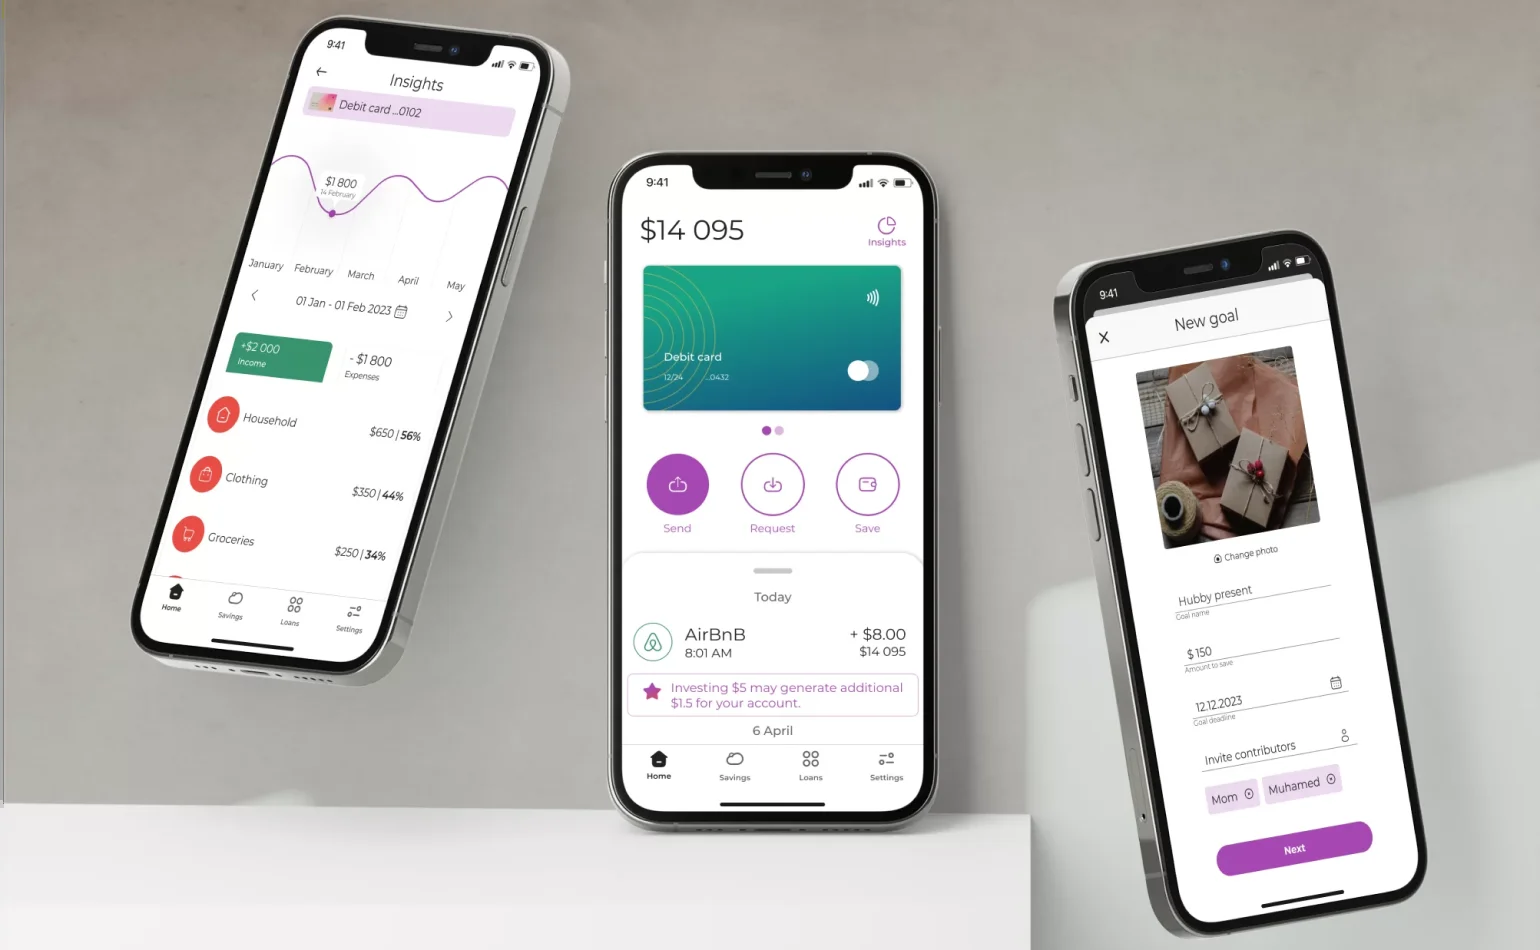 9:41
Insights
Debit card ...0102
$1 800
14 February
January February March April May
01 Jan - 01 Feb 2023
+$2 000
Income
- $1 800
Expenses
Household
$650 | 56%
Clothing
$350 | 44%
Groceries
$250 | 34%
Home Savings Loans Settings
9:41
$14 095
Insights
Debit card
12/24 ...0432
Send Request Save
Today
AirBnB + $8.00
8:01 AM $14 095
Investing $5 may generate additional
$1.5 for your account.
6 April
Home Savings Loans Settings
9:41
New goal
Change photo
Hubby present
Goal name
$ 150
Amount to save
12.12.2023
Goal deadline
Invite contributors
Mom Muhamed
Next